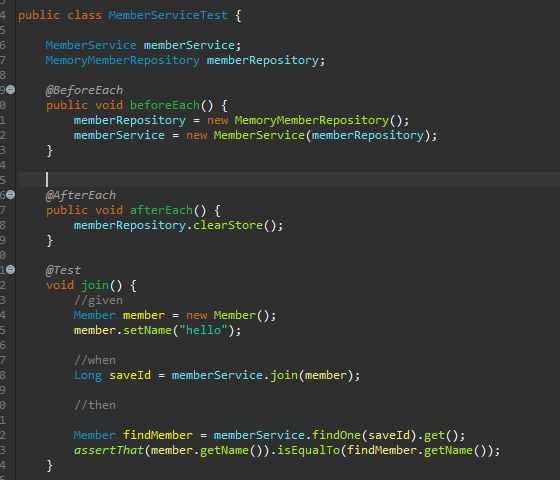 4 public class MemberServiceTest {
5
6     MemberService memberService;
7     MemoryMemberRepository memberRepository;
8
9     @BeforeEach
0     public void beforeEach() {
1         memberRepository = new MemoryMemberRepository();
2         memberService = new MemberService(memberRepository);
3     }
4
5
6     @AfterEach
7     public void afterEach() {
8         memberRepository.clearStore();
9     }
0
1     @Test
2     void join() {
3         //given
4         Member member = new Member();
5         member.setName("hello");
6
7         //when
8         Long saveId = memberService.join(member);
9
0         //then
1
2         Member findMember = memberService.findOne(saveId).get();
3         assertThat(member.getName()).isEqualTo(findMember.getName());
4     }